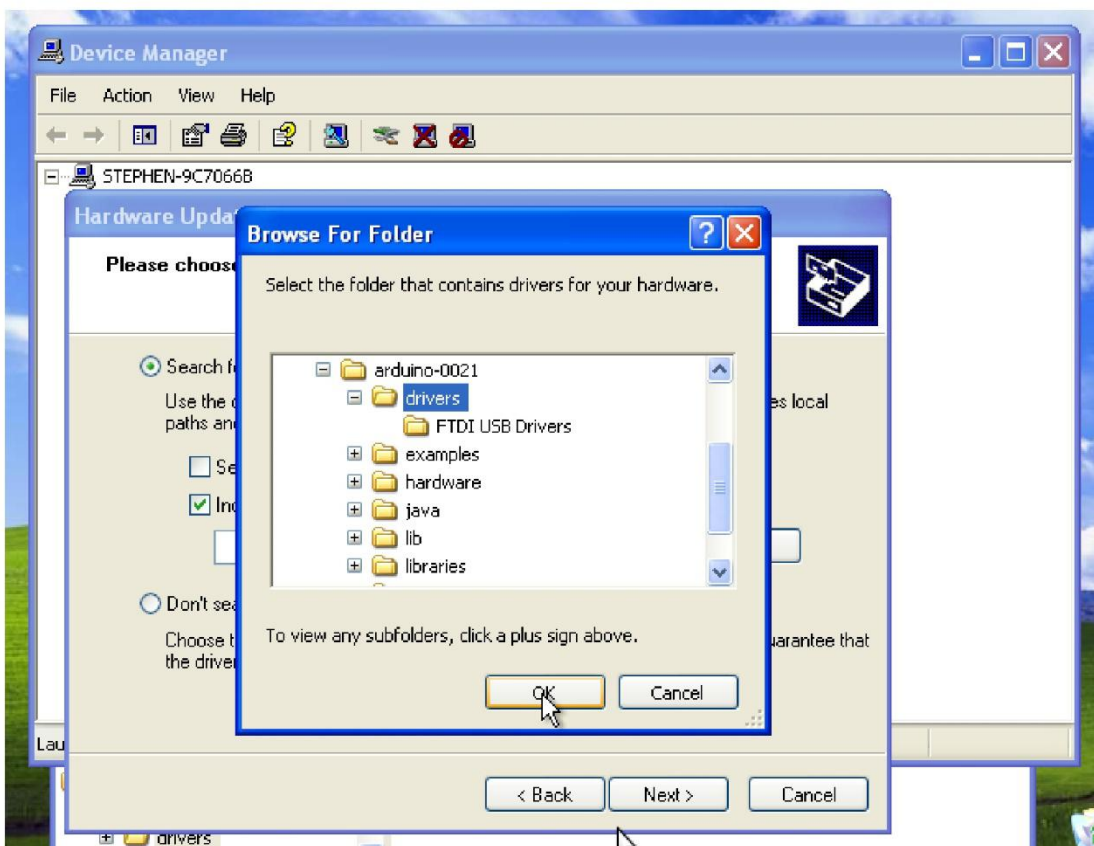 Device Manager
File Action View Help
STEPHEN-9C7066B
Hardware Upda
Browse For Folder
Please choose
Select the folder that contains drivers for your hardware.
arduino-0021
Search f
drivers
Use the
es local
paths an
FTDI USB Drivers
examples
Se
hardware
Inc
java
lib
libraries
Don't sea
To view any subfolders, click a plus sign above.
Choose t
uarantee that
the driver
OK Cancel
Lau
< Back Next > Cancel
drivers